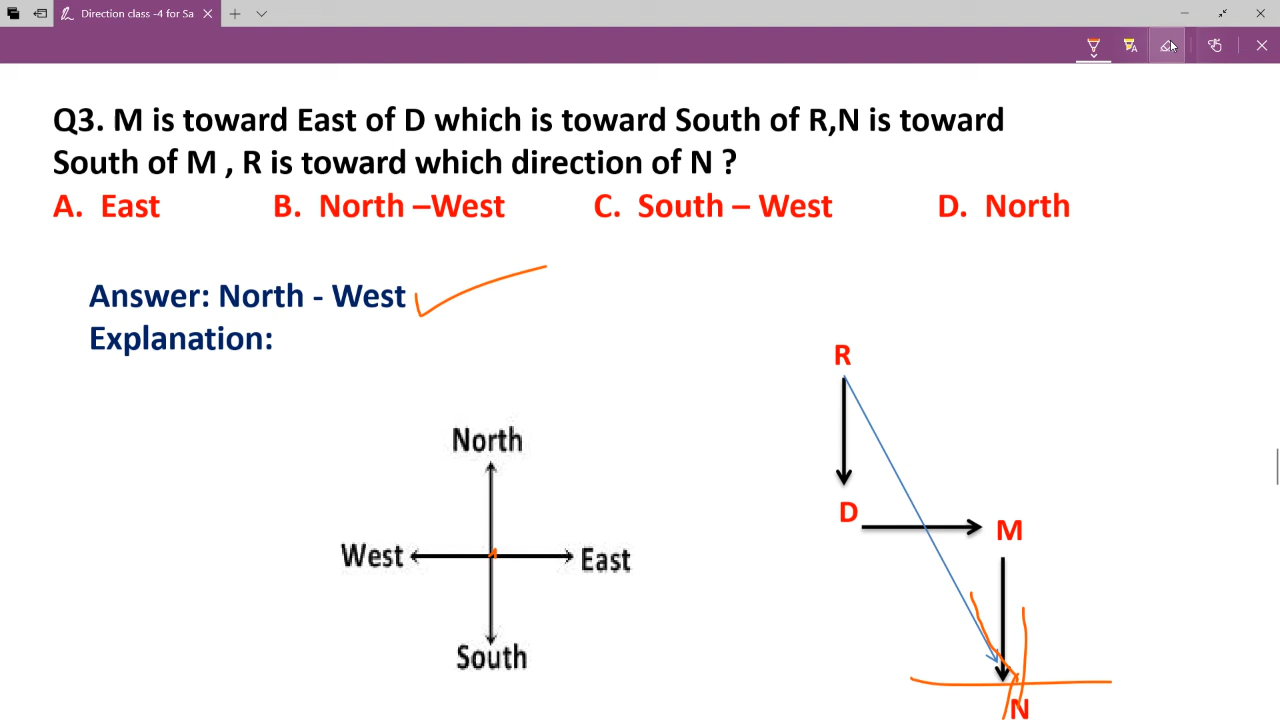 Direction class -4 for Sa
Q3. M is toward East of D which is toward South of R,N is toward
South of M , R is toward which direction of N ?
A. East B. North –West C. South – West D. North
Answer: North - West
Explanation:
R
North
D
M
West
East
South
N